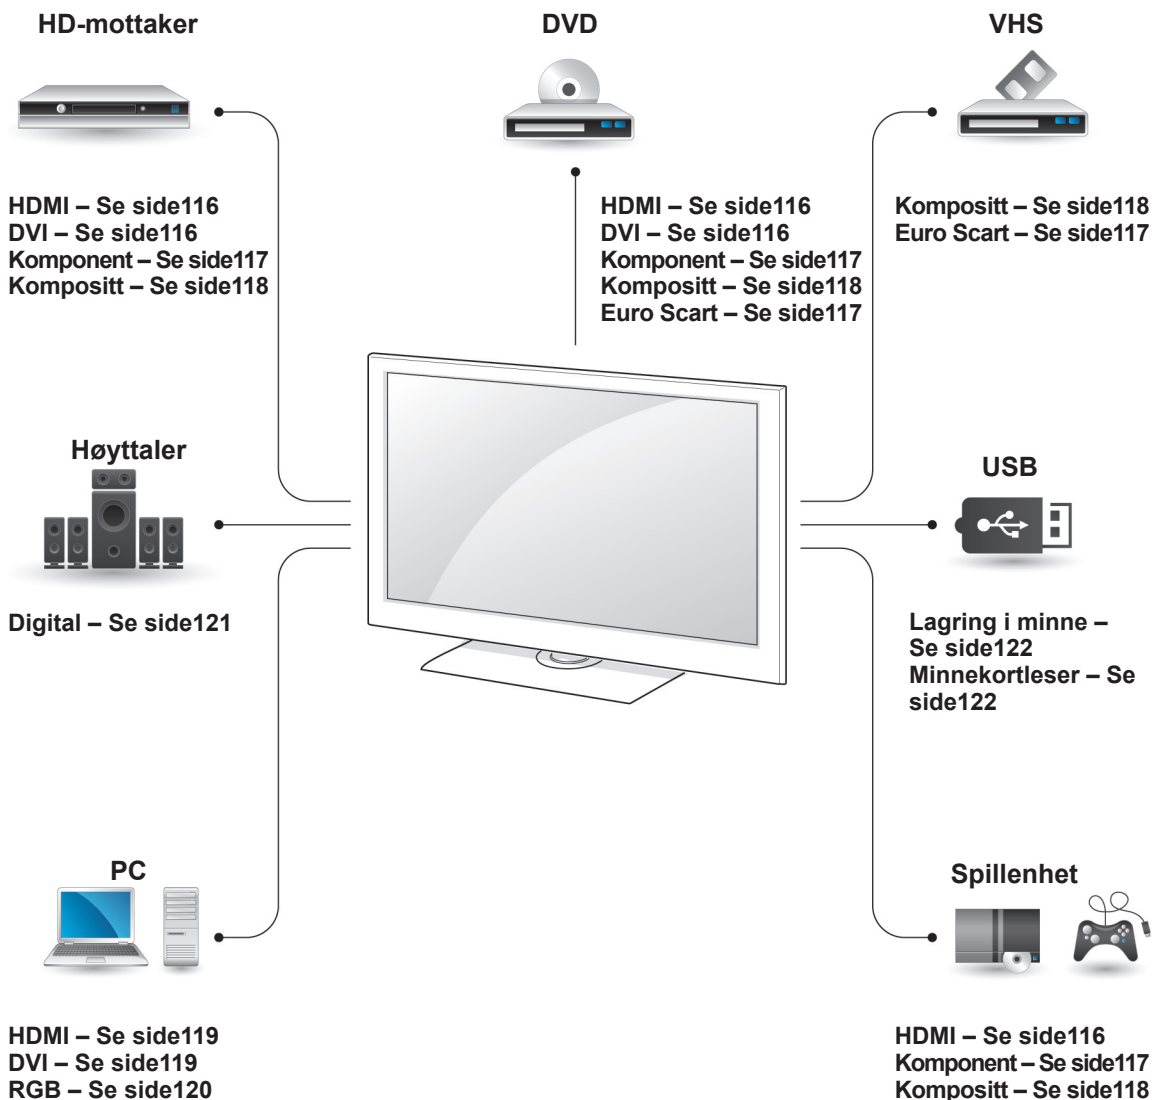 HD-mottaker
HDMI – Se side116
DVI – Se side116
Komponent – Se side117
Kompositt – Se side118
DVD
HDMI – Se side116
DVI – Se side116
Komponent – Se side117
Kompositt – Se side118
Euro Scart – Se side117
VHS
Kompositt – Se side118
Euro Scart – Se side117
Høyttaler
Digital – Se side121
USB
Lagring i minne –
Se side122
Minnekortleser – Se
side122
PC
HDMI – Se side119
DVI – Se side119
RGB – Se side120
Spillenhet
HDMI – Se side116
Komponent – Se side117
Kompositt – Se side118